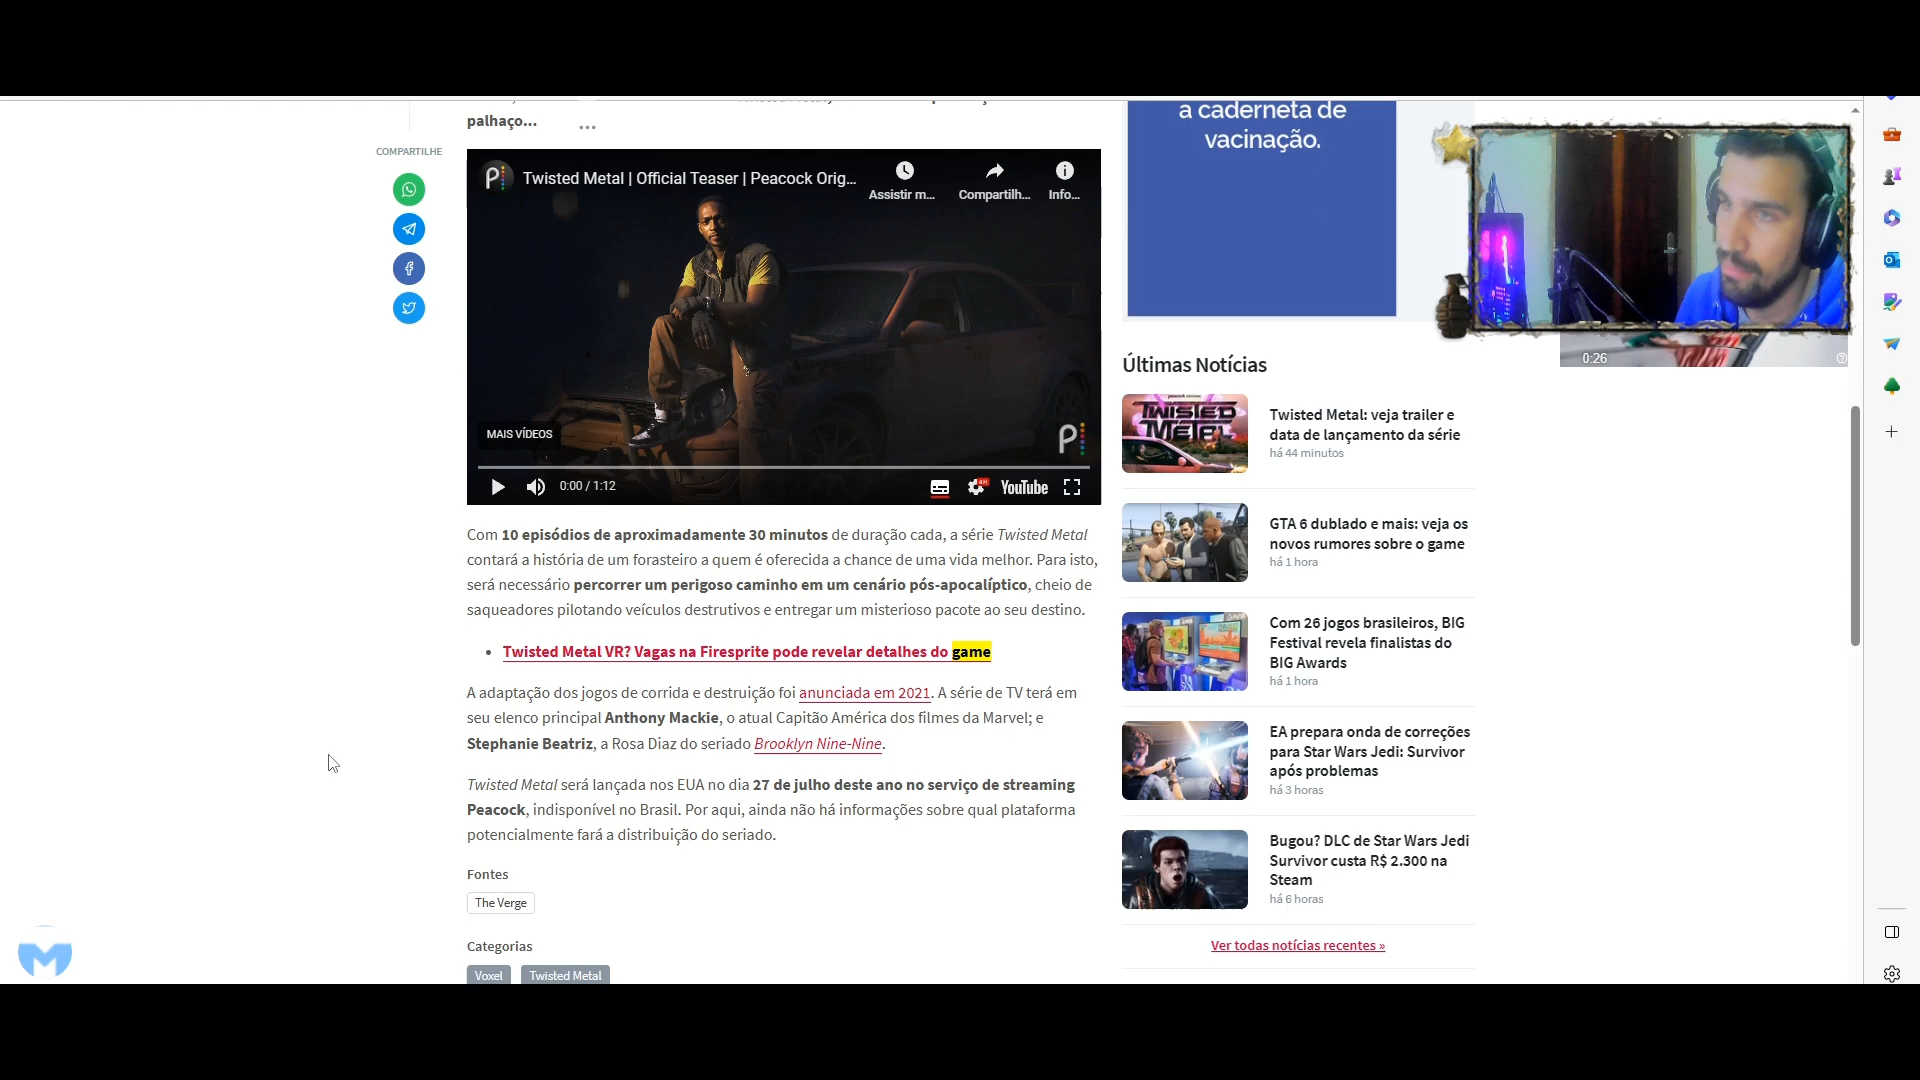 palhaço...
...
COMPARTILHE
Twisted Metal | Official Teaser | Peacock Orig...
Assistir m...
Compartilh...
Info...
MAIS VÍDEOS
0:00 / 1:12
4K
YouTube
Com 10 episódios de aproximadamente 30 minutos de duração cada, a série Twisted Metal
contará a história de um forasteiro a quem é oferecida a chance de uma vida melhor. Para isto,
será necessário percorrer um perigoso caminho em um cenário pós-apocalíptico, cheio de
saqueadores pilotando veículos destrutivos e entregar um misterioso pacote ao seu destino.
Twisted Metal VR? Vagas na Firesprite pode revelar detalhes do game
A adaptação dos jogos de corrida e destruição foi anunciada em 2021. A série de TV terá em
seu elenco principal Anthony Mackie, o atual Capitão América dos filmes da Marvel; e
Stephanie Beatriz, a Rosa Diaz do seriado Brooklyn Nine-Nine.
Twisted Metal será lançada nos EUA no dia 27 de julho deste ano no serviço de streaming
Peacock, indisponível no Brasil. Por aqui, ainda não há informações sobre qual plataforma
potencialmente fará a distribuição do seriado.
Fontes
The Verge
Categorias
Voxel
Twisted Metal
a caderneta de
vacinação.
0:26
Últimas Notícias
TWISTED
METAL
Twisted Metal: veja trailer e
data de lançamento da série
há 44 minutos
GTA 6 dublado e mais: veja os
novos rumores sobre o game
há 1 hora
Com 26 jogos brasileiros, BIG
Festival revela finalistas do
BIG Awards
há 1 hora
EA prepara onda de correções
para Star Wars Jedi: Survivor
após problemas
há 3 horas
Bugou? DLC de Star Wars Jedi
Survivor custa R$ 2.300 na
Steam
há 6 horas
Ver todas notícias recentes »